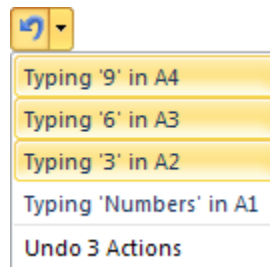 Typing '9' in A4
Typing '6' in A3
Typing '3' in A2
Typing 'Numbers' in A1
Undo 3 Actions